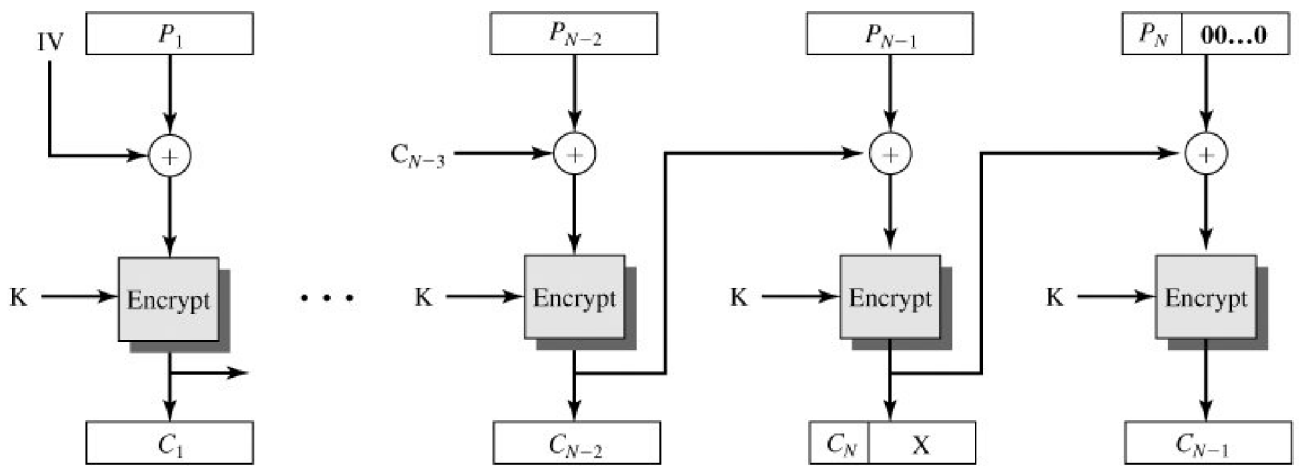 IV
P1
PN−2
PN−1
PN 00...0
+
CN−3
+
+
+
K
Encrypt
• • •
K
Encrypt
K
Encrypt
K
Encrypt
C1
CN−2
CN X
CN−1